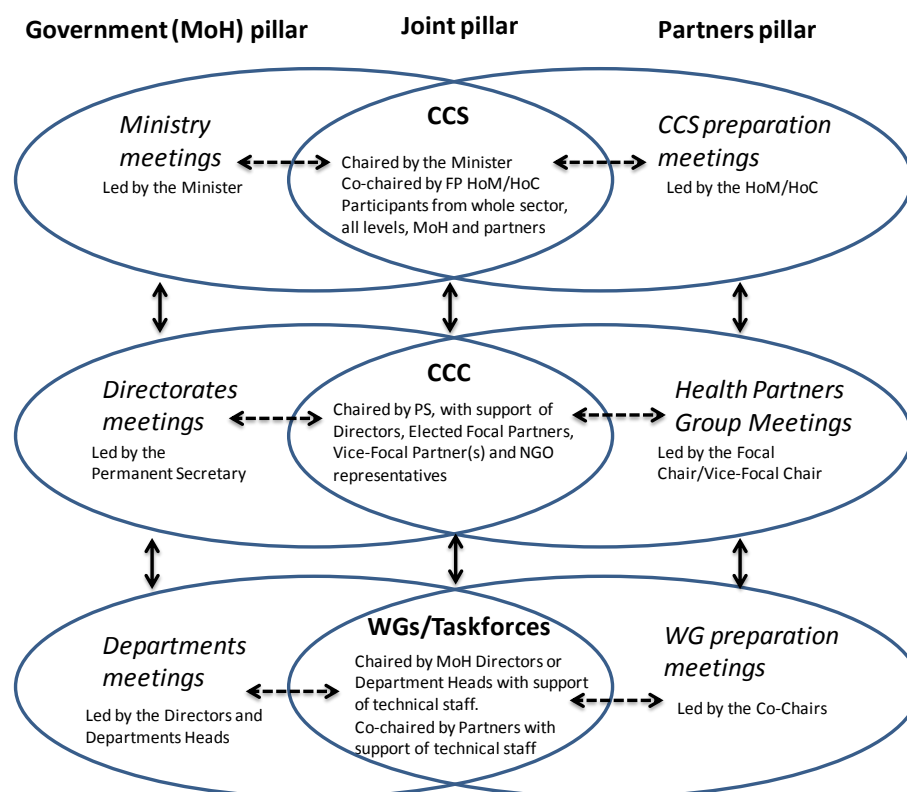 Government (MoH) pillar
Joint pillar
Partners pillar
Ministry
meetings
Led by the Minister
CCS
Chaired by the Minister
Co-chaired by FP HoM/HoC
Participants from whole sector,
all levels, MoH and partners
CCS preparation
meetings
Led by the HoM/HoC
Directorates
meetings
Led by the
Permanent Secretary
CCC
Chaired by PS, with support of
Directors, Elected Focal Partners,
Vice-Focal Partner(s) and NGO
representatives
Health Partners
Group Meetings
Led by the Focal
Chair/Vice-Focal Chair
Departments
meetings
Led by the Directors and
Departments Heads
WGs/Taskforces
Chaired by MoH Directors or
Department Heads with support
of technical staff.
Co-chaired by Partners with
support of technical staff
WG preparation
meetings
Led by the Co-Chairs